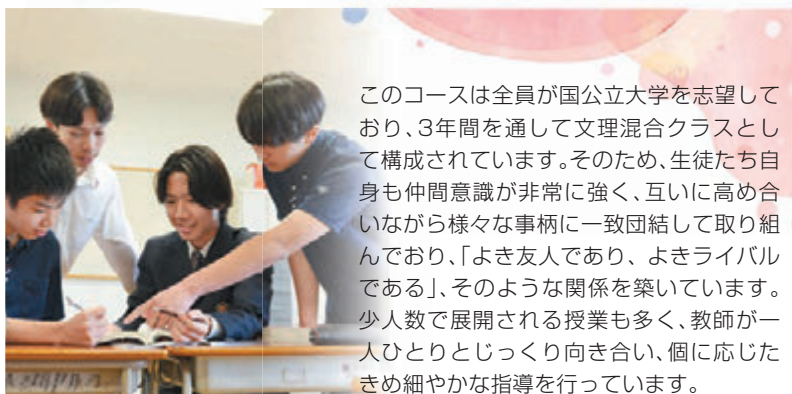 このコースは全員が国公立大学を志望して
おり、3年間を通して文理混合クラスとし
て構成されています。そのため、生徒たち自
身も仲間意識が非常に強く、互いに高め合
いながら様々な事柄に一致団結して取り組
んでおり、「よき友人であり、よきライバル
である」、そのような関係を築いています。
少人数で展開される授業も多く、教師が一
人ひとりとじっくり向き合い、個に応じた
きめ細やかな指導を行っています。